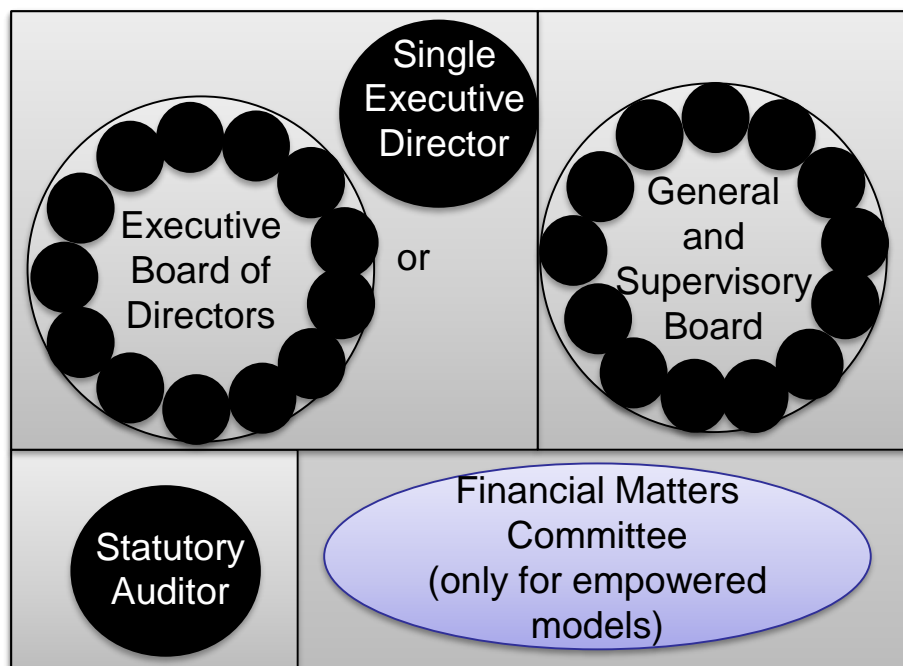 Single
Executive
Director
Executive
Board of
Directors
or
General
and
Supervisory
Board
Statutory
Auditor
Financial Matters
Committee
(only for empowered
models)